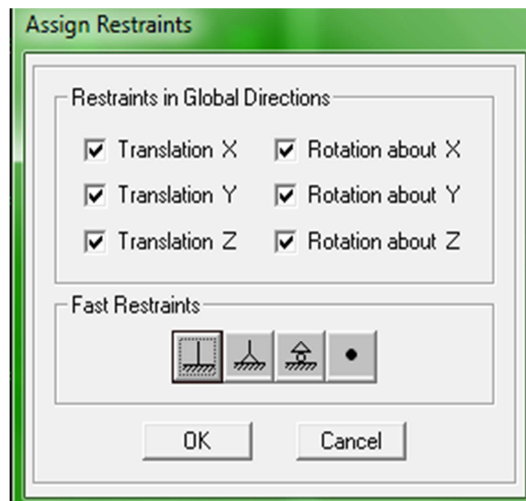 Assign Restraints
Restraints in Global Directions
Translation X Rotation about X
Translation Y Rotation about Y
Translation Z Rotation about Z
Fast Restraints
OK Cancel